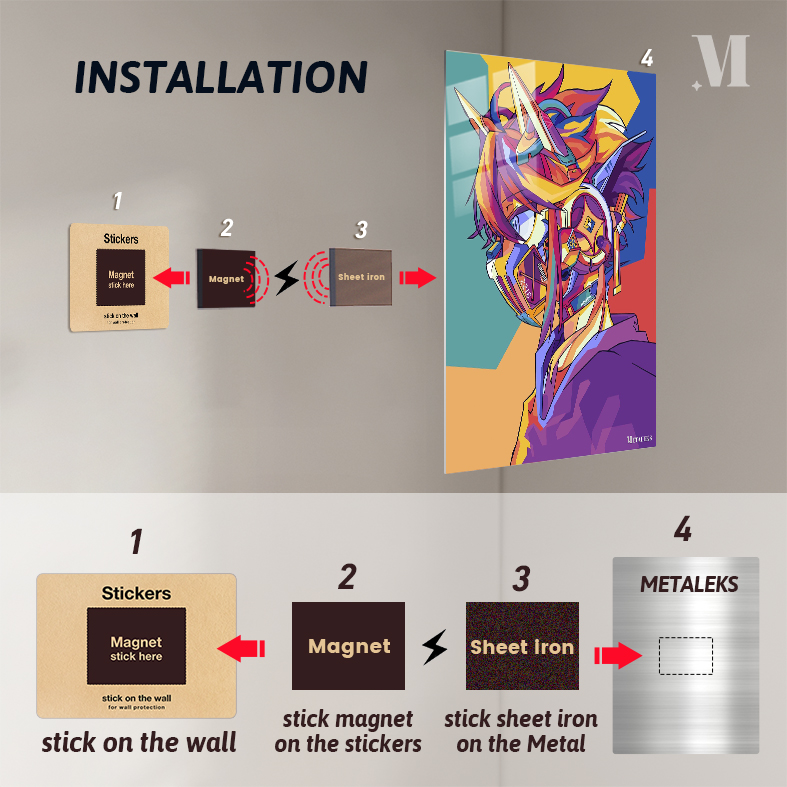 INSTALLATION
M
4
1
2
3
Stickers
Magnet
stick here
stick on the wall
for wall protection
Magnet
Sheet iron
METALEKS
1
2
3
4
Stickers
Magnet
stick here
stick on the wall
for wall protection
Magnet
Sheet iron
METALEKS
stick on the wall
stick magnet
on the stickers
stick sheet iron
on the Metal